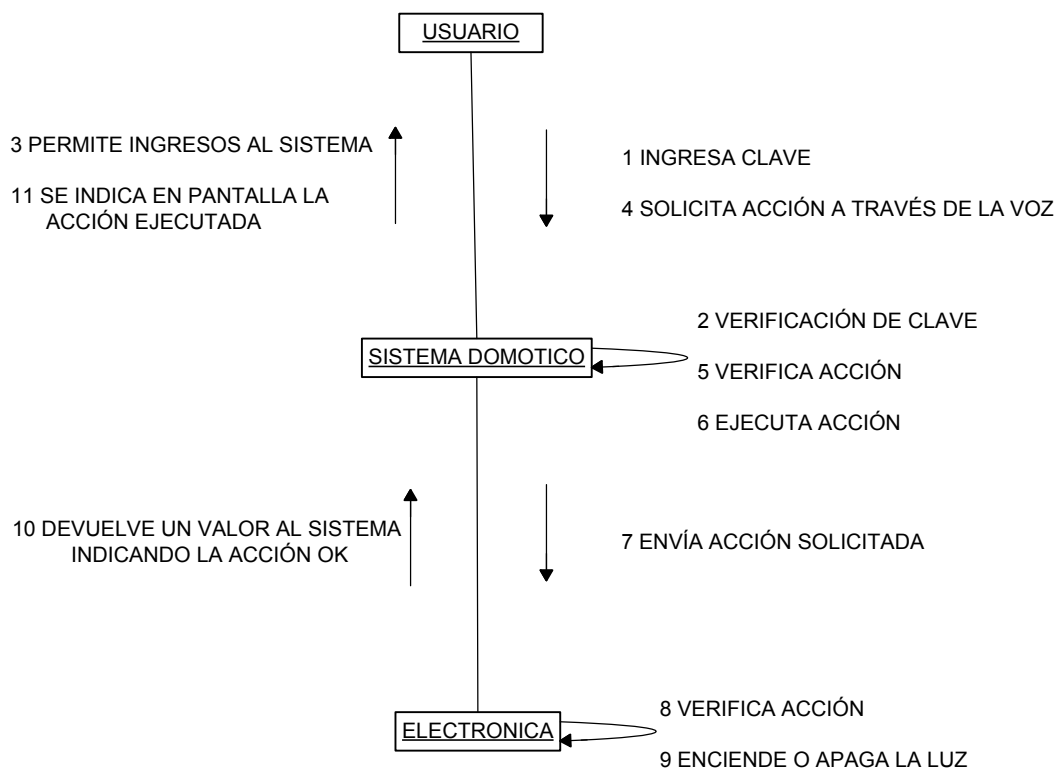 USUARIO
3 PERMITE INGRESOS AL SISTEMA
11 SE INDICA EN PANTALLA LA
ACCIÓN EJECUTADA
1 INGRESA CLAVE
4 SOLICITA ACCIÓN A TRAVÉS DE LA VOZ
SISTEMA DOMOTICO
2 VERIFICACIÓN DE CLAVE
5 VERIFICA ACCIÓN
6 EJECUTA ACCIÓN
10 DEVUELVE UN VALOR AL SISTEMA
INDICANDO LA ACCIÓN OK
7 ENVÍA ACCIÓN SOLICITADA
ELECTRONICA
8 VERIFICA ACCIÓN
9 ENCIENDE O APAGA LA LUZ